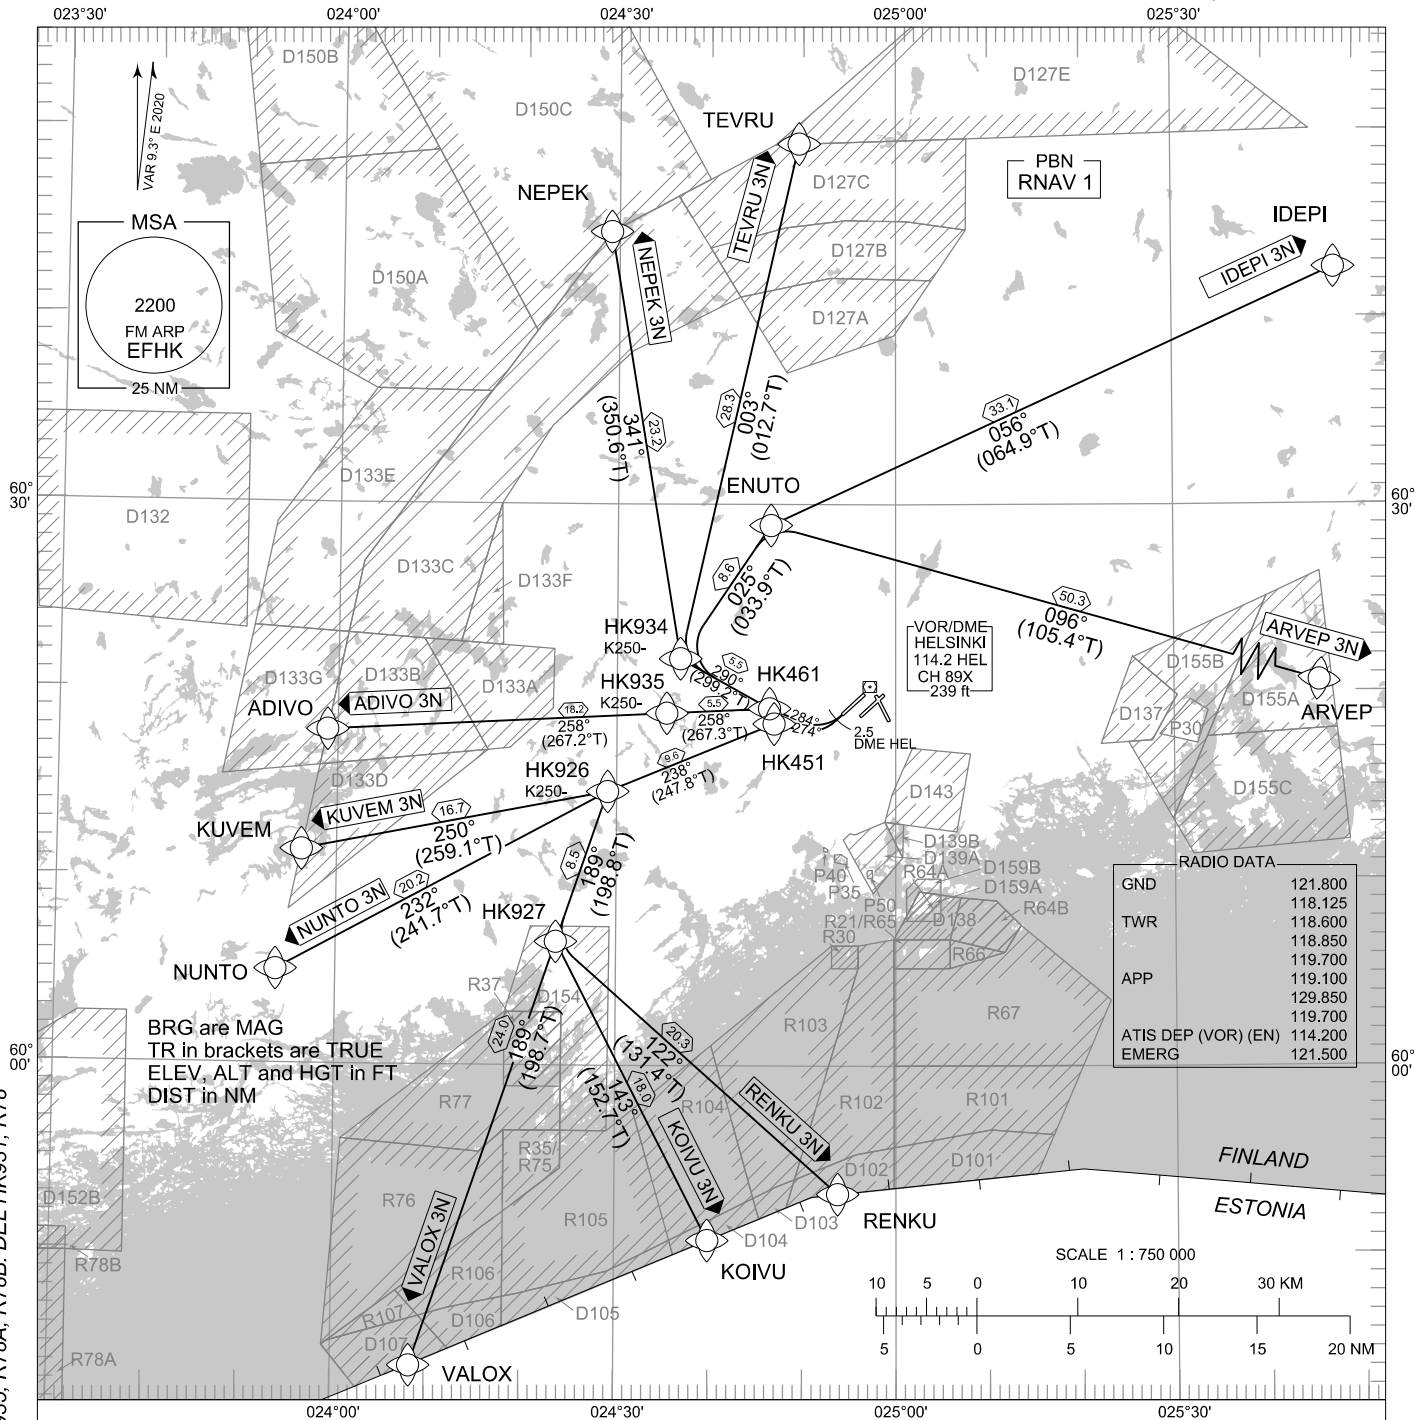 023°30'
024°00'
024°30'
025°00'
025°30'
D150B
D127E
VAR 9.3° E 2020
D150C
TEVRU
PBN
RNAV 1
TEVRU 3N
D127C
NEPEK
MSA
2200
FM ARP
EFHK
25 NM
IDEPI
IDEPI 3N
D127B
D150A
NEPEK 3N
D127A
341°
(350.6°T)
23.2
28.3
003°
(012.7°T)
33.1
056°
(064.9°T)
D133E
ENUTO
60°
30'
60°
30'
D132
D133C
D133F
8.6
025°
(033.9°T)
50.3
096°
(105.4°T)
HK934
K250-
VOR/DME
HELSINKI
114.2 HEL
CH 89X
239 ft
ARVEP 3N
D155B
D155A
5.5
290°
(299.2°T)
HK461
HK935
K250-
D133G
D133B
D133A
ADIVO
ADIVO 3N
18.2
258°
(267.2°T)
5.5
258°
(267.3°T)
284°
274°
2.5
DME HEL
D137
P30
ARVEP
HK926
K250-
9.6
238°
(247.8°T)
HK451
D133D
D143
D155C
KUVEM
KUVEM 3N
16.7
250°
(259.1°T)
D139B
D139A
P40
R64A
D159B
P35
D159A
8.5
189°
(198.8°T)
20.2
232°
(241.7°T)
NUNTO 3N
HK927
P50
R21/R65
D138
R64B
R30
R66
RADIO DATA
GND 121.800
118.125
TWR 118.600
118.850
119.700
APP 119.100
129.850
119.700
ATIS DEP (VOR) (EN) 114.200
EMERG 121.500
NUNTO
R37
D154
BRG are MAG
TR in brackets are TRUE
ELEV, ALT and HGT in FT
DIST in NM
24.0
189°
(198.7°T)
R103
R67
20.3
122°
(131.4°T)
60°
00'
60°
00'
18.0
143°
(152.7°T)
R77
R104
R102
R101
RENKU 3N
KOIVU 3N
R35/
R75
FINLAND
D102
D101
D152B
R76
R105
ESTONIA
D103
RENKU
D104
VALOX 3N
R78B
R106
KOIVU
SCALE 1 : 750 000
10 5 0 10 20 30 KM
5 0 5 10 15 20 NM
R107
D106
D105
D107
R78A
VALOX
024°00'
024°30'
025°00'
025°30'